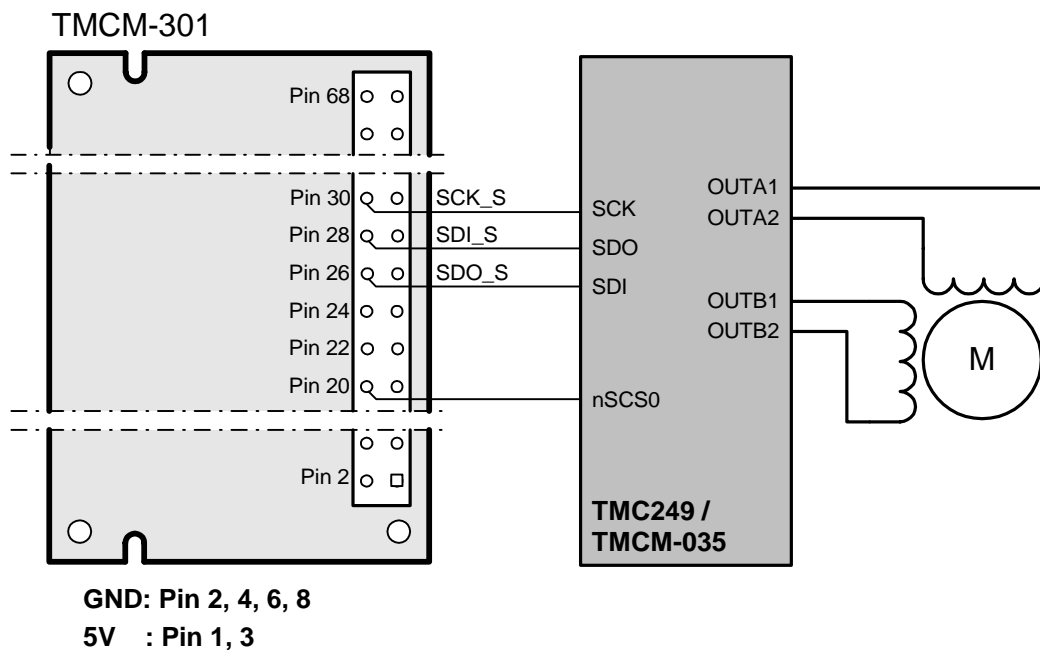 TMCM-301
Pin 68
Pin 30
SCK_S
SCK
OUTA1
OUTA2
Pin 28
SDI_S
SDO
Pin 26
SDO_S
SDI
Pin 24
OUTB1
OUTB2
Pin 22
M
Pin 20
nSCS0
Pin 2
TMC249 /
TMCM-035
GND: Pin 2, 4, 6, 8
5V : Pin 1, 3